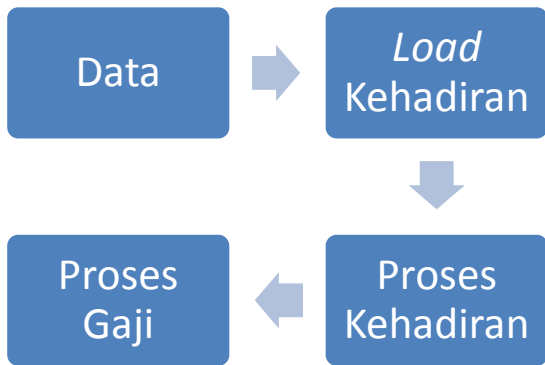 Data
Load
Kehadiran
Proses
Kehadiran
Proses
Gaji